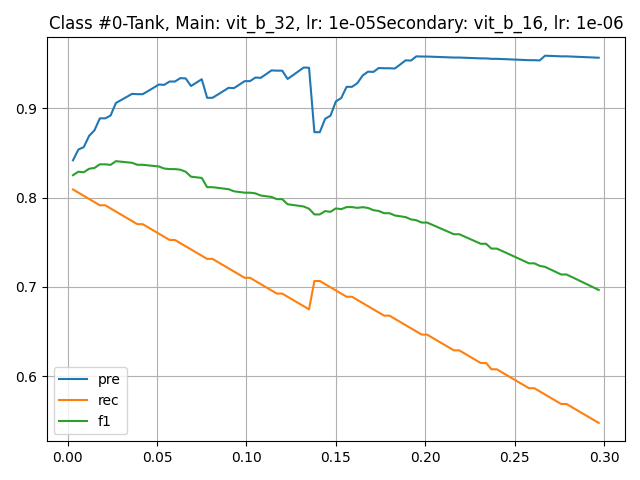 Class #0-Tank, Main: vit_b_32, lr: 1e-05Secondary: vit_b_16, lr: 1e-06
0.9
0.8
0.7
0.6
pre
rec
f1
0.00 0.05 0.10 0.15 0.20 0.25 0.30